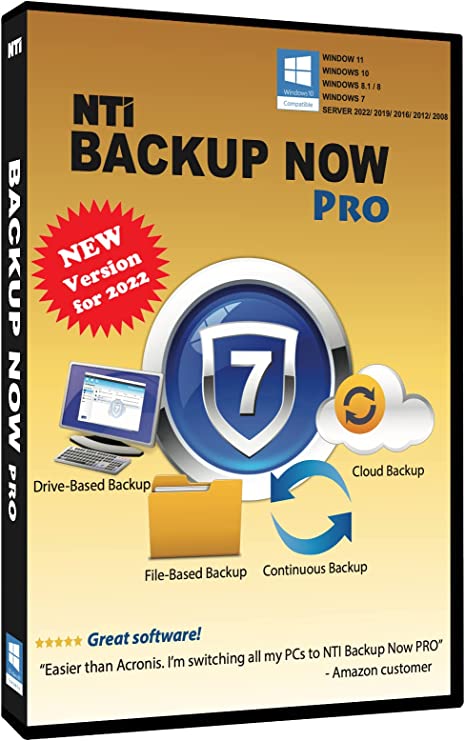 NTI
BACKUP NOW PRO
WINDOW 11
WINDOWS 10
WINDOWS 8.1 / 8
WINDOWS 7
SERVER 2022/ 2019/ 2016/ 2012/ 2008
Windows 10
Compatible
NTI
BACKUP NOW
PRO
NEW
Version
for 2022
7
Drive-Based Backup
Cloud Backup
File-Based Backup
Continuous Backup
Great software!
“Easier than Acronis. I’m switching all my PCs to NTI Backup Now PRO”
- Amazon customer